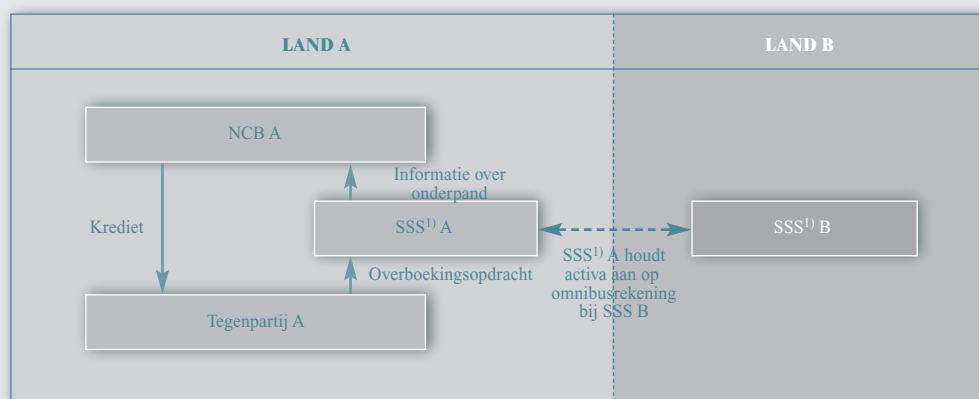 LAND A
LAND B
NCB A
Informatie over
onderpand
Krediet
SSS1) A
SSS1) B
Overboekingsopdracht
SSS1) A houdt
activa aan op
omnibusrekening
bij SSS B
Tegenpartij A